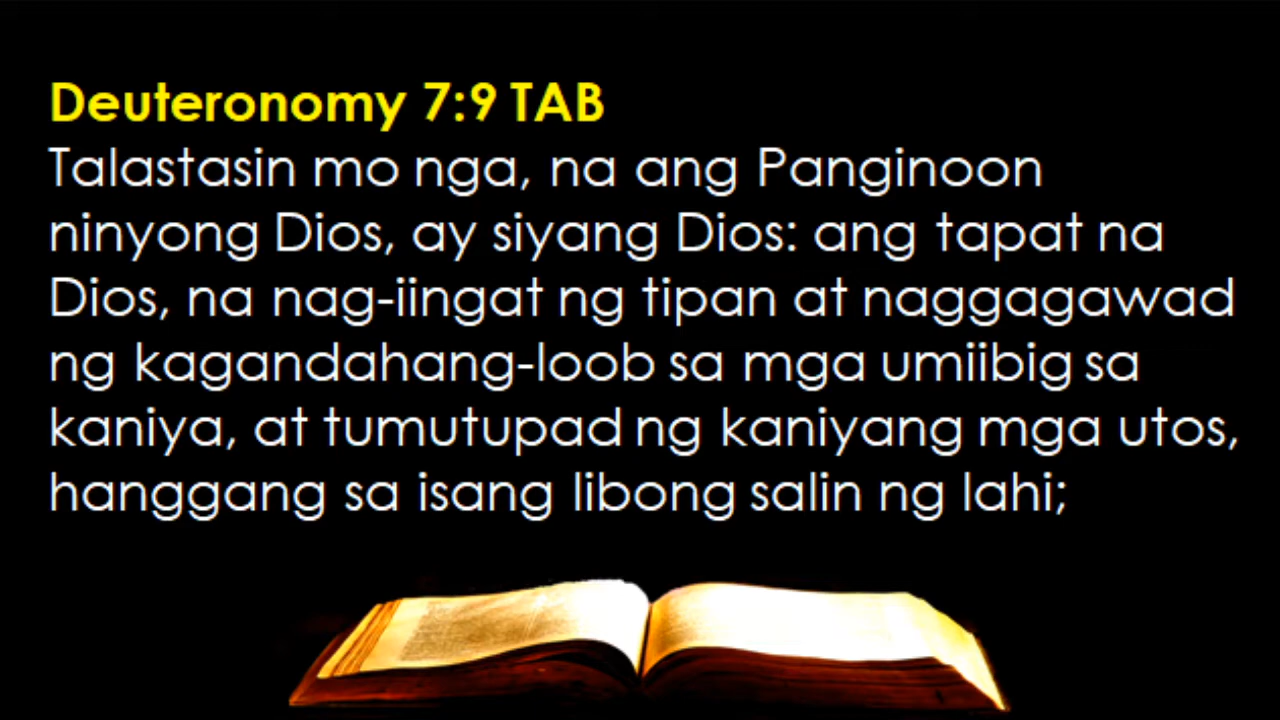 Deuteronomy 7:9 TAB
Talastasin mo nga, na ang Panginoon
ninyong Dios, ay siyang Dios: ang tapat na
Dios, na nag-iingat ng tipan at naggagawad
ng kagandahang-loob sa mga umiibig sa
kaniya, at tumutupad ng kaniyang mga utos,
hanggang sa isang libong salin ng lahi;